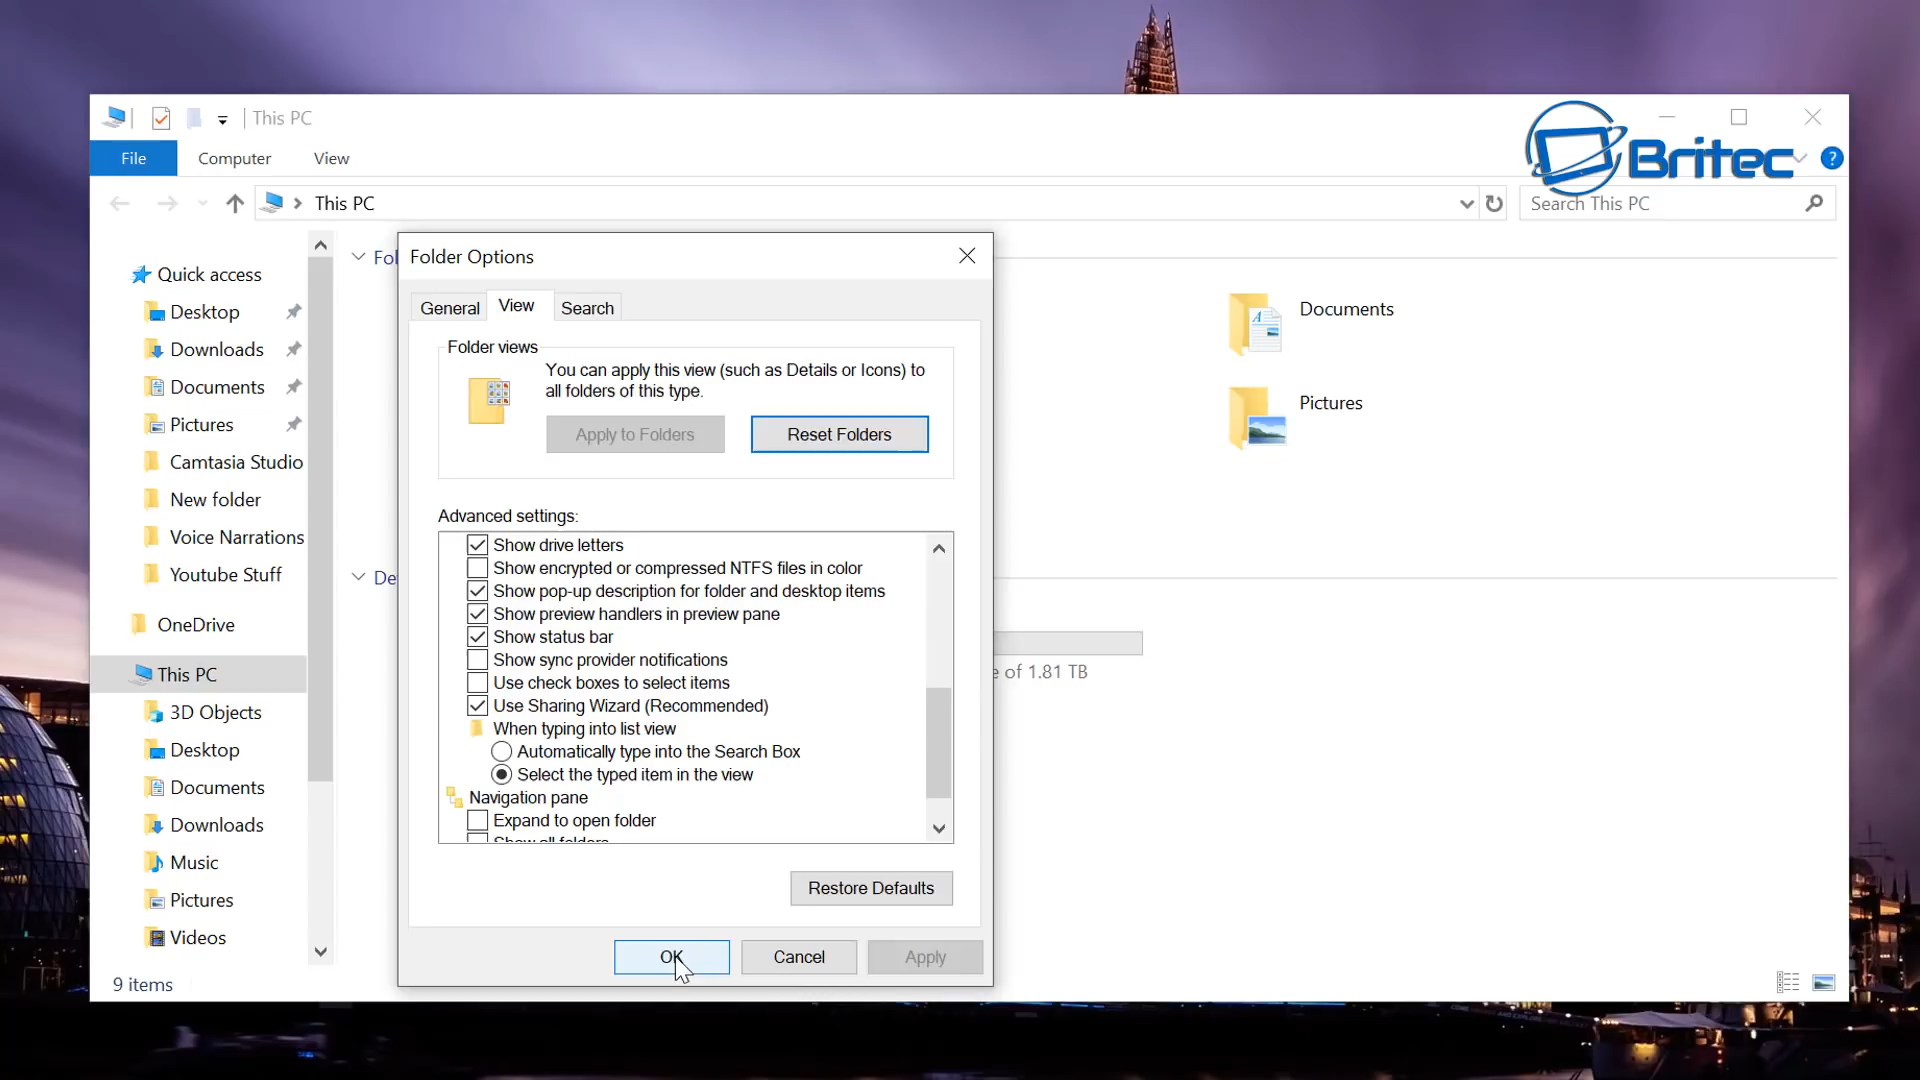 This PC
Britec
File
Computer
View
This PC
Search This PC
Quick access
Desktop
Downloads
Documents
Pictures
Camtasia Studio
New folder
Voice Narrations
Youtube Stuff
OneDrive
This PC
3D Objects
Desktop
Documents
Downloads
Music
Pictures
Videos
9 items
Fol
De
Documents
Pictures
e of 1.81 TB
Folder Options
General
View
Search
Folder views
You can apply this view (such as Details or Icons) to
all folders of this type.
Apply to Folders
Reset Folders
Advanced settings:
Show drive letters
Show encrypted or compressed NTFS files in color
Show pop-up description for folder and desktop items
Show preview handlers in preview pane
Show status bar
Show sync provider notifications
Use check boxes to select items
Use Sharing Wizard (Recommended)
When typing into list view
Automatically type into the Search Box
Select the typed item in the view
Navigation pane
Expand to open folder
Show all folders
Restore Defaults
OK
Cancel
Apply